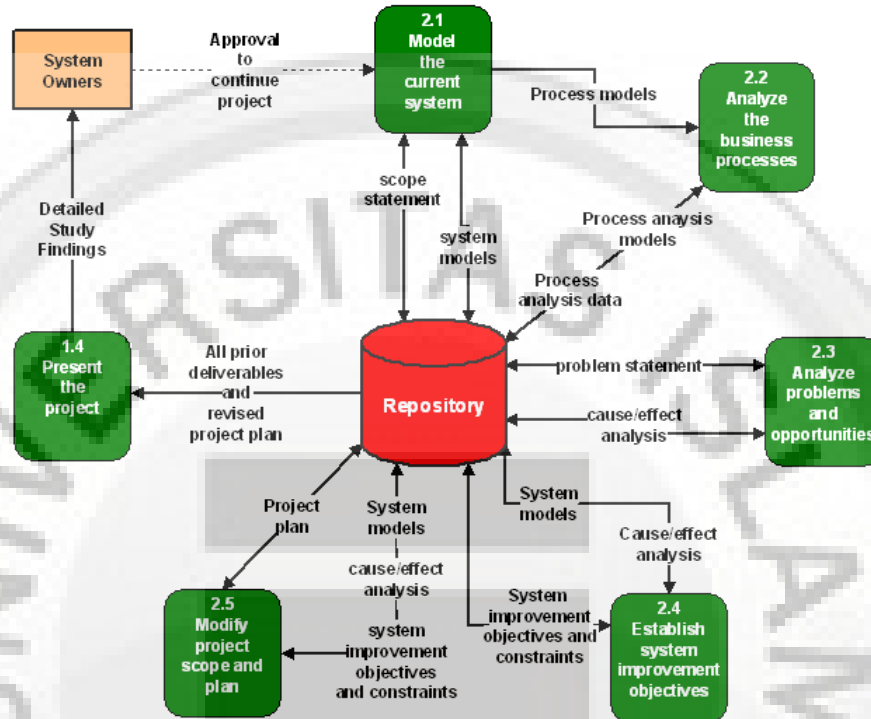 System
Owners
Approval
to
continue
project
2.1
Model
the
current
system
Process models
2.2
Analyze
the
business
processes
scope
statement
system
models
Process anaysis
models
Process
analysis data
Detailed
Study
Findings
1.4
Present
the
project
All prior
deliverables
and
revised
project plan
Repository
problem statement
cause/effect
analysis
2.3
Analyze
problems
and
opportunities
Project
plan
System
models
cause/effect
analysis
system
improvement
objectives
and constraints
System
models
Cause/effect
analysis
System
improvement
objectives and
constraints
2.5
Modify
project
scope and
plan
2.4
Establish
system
improvement
objectives
ERSITAS ISLAM